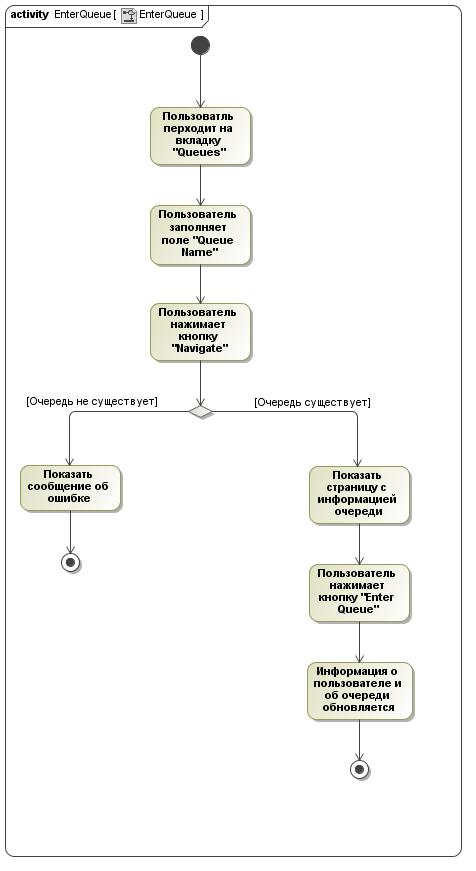 activity EnterQueue [ EnterQueue ]
Пользоватль
перходит на
вкладку
"Queues"
Пользователь
заполняет
поле "Queue
Name"
Пользователь
нажимает
кнопку
"Navigate"
[Очередь не существует]
[Очередь существует]
Показать
сообщение об
ошибке
Показать
страницу с
информацией
очереди
Пользователь
нажимает
кнопку "Enter
Queue"
Информация о
пользователе и
об очереди
обновляется